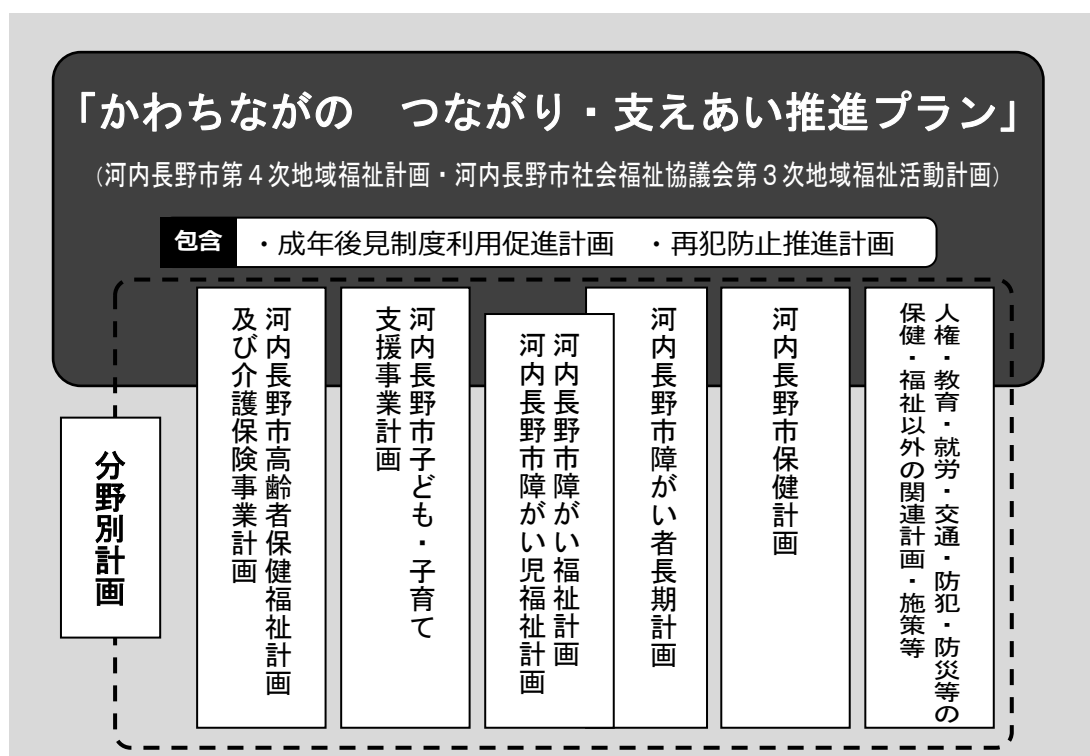 「かわちながの　つながり・支えあい推進プラン」
（河内長野市第４次地域福祉計画・河内長野市社会福祉協議会第３次地域福祉活動計画）
包含
・成年後見制度利用促進計画　・再犯防止推進計画
分野別計画
河内長野市高齢者保健福祉計画
及び介護保険事業計画
河内長野市子ども・子育て
支援事業計画
河内長野市障がい福祉計画
河内長野市障がい児福祉計画
河内長野市障がい者長期計画
河内長野市保健計画
人権・教育・就労・交通・防犯・防災等の
保健・福祉以外の関連計画・施策等